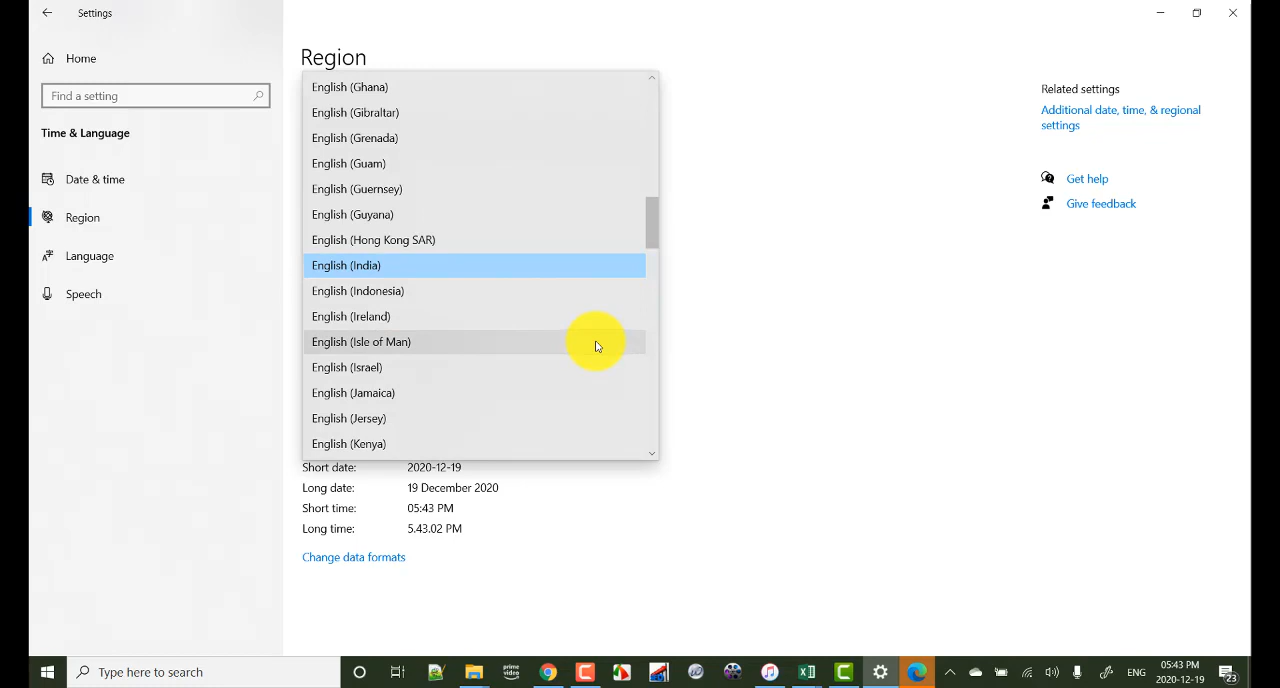 Settings
Home
Find a setting
Time & Language
Date & time
Region
Language
Speech
Region
English (Ghana)
English (Gibraltar)
English (Grenada)
English (Guam)
English (Guernsey)
English (Guyana)
English (Hong Kong SAR)
English (India)
English (Indonesia)
English (Ireland)
English (Isle of Man)
English (Israel)
English (Jamaica)
English (Jersey)
English (Kenya)
Short date: 2020-12-19
Long date: 19 December 2020
Short time: 05:43 PM
Long time: 5.43.02 PM
Change data formats
Related settings
Additional date, time, & regional
settings
Get help
Give feedback
Type here to search
prime
video
ENG
05:43 PM
2020-12-19
23